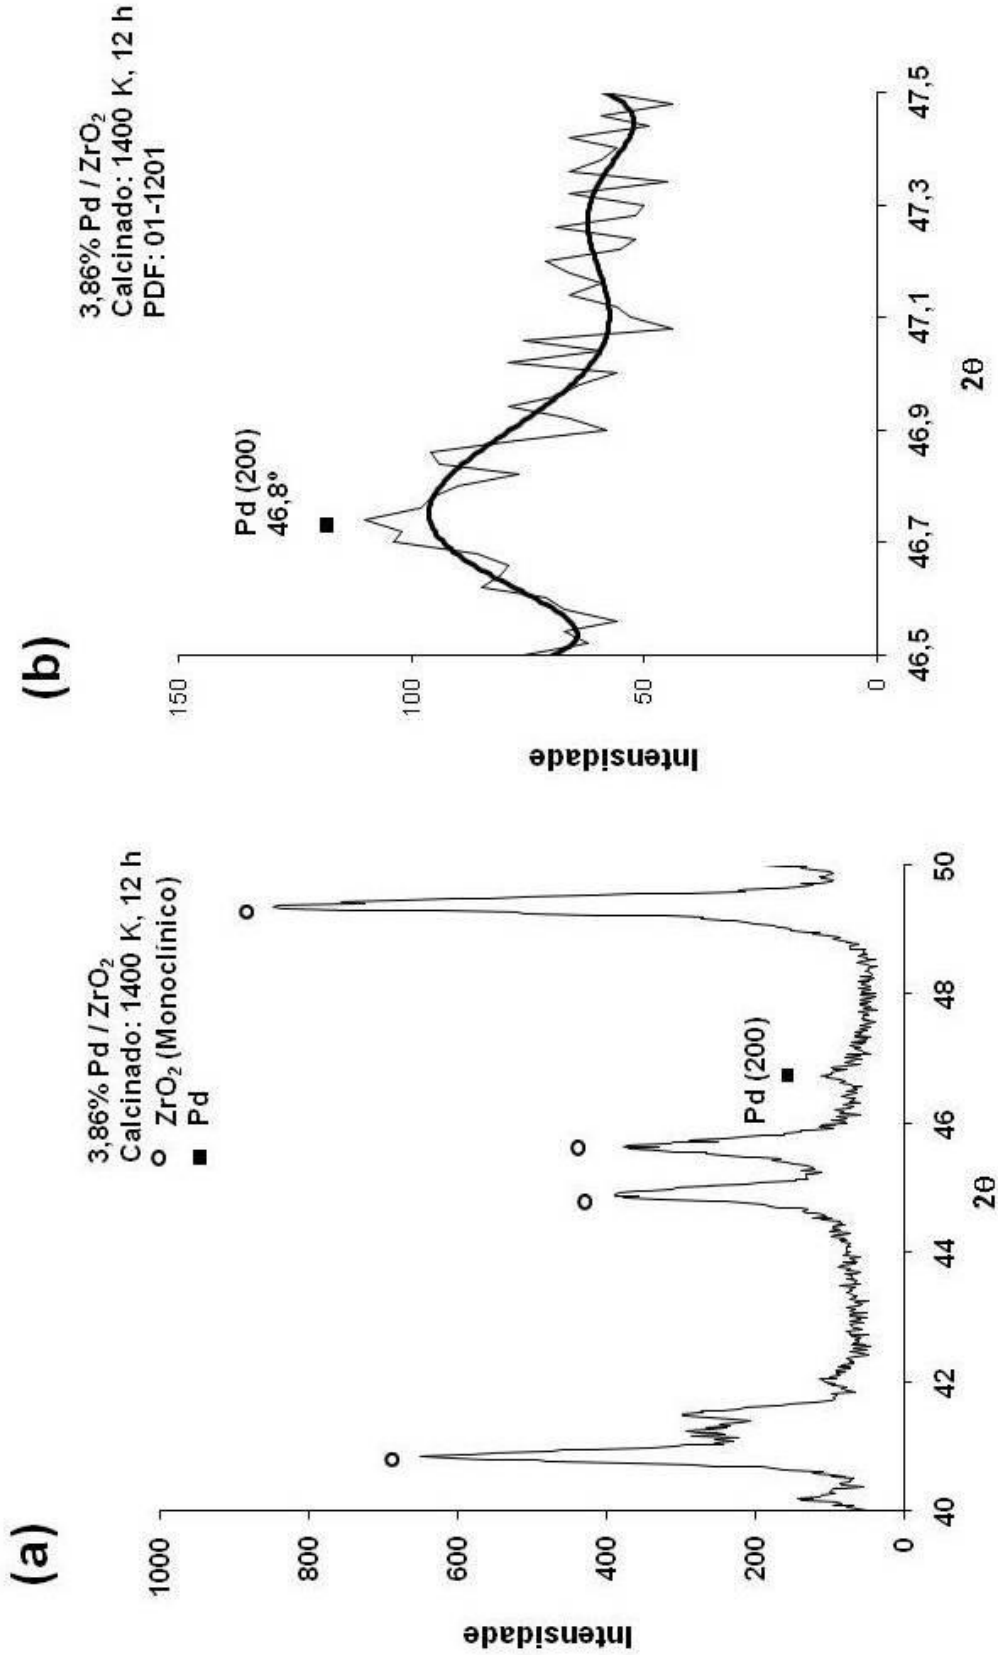 (a)
3,86% Pd / ZrO₂
Calcinado: 1400 K, 12 h
ZrO₂ (Monoclínico)
Pd
1000
800
600
400
200
0
Intensidade
Pd (200)
40
42
44
46
48
50
2θ
(b)
3,86% Pd / ZrO₂
Calcinado: 1400 K, 12 h
PDF: 01-1201
150
100
50
0
Intensidade
Pd (200)
46,8º
46,5
46,7
46,9
47,1
47,3
47,5
2θ